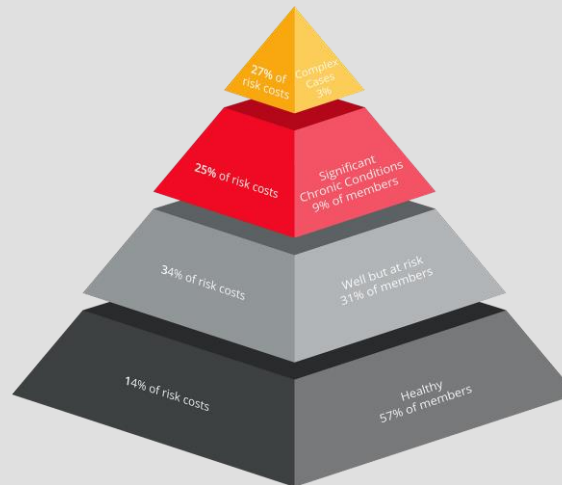 27% of
risk costs
Complex
Cases
3%
25% of risk costs
Significant
Chronic Conditions
9% of members
34% of risk costs
Well but at risk
31% of members
14% of risk costs
Healthy
57% of members